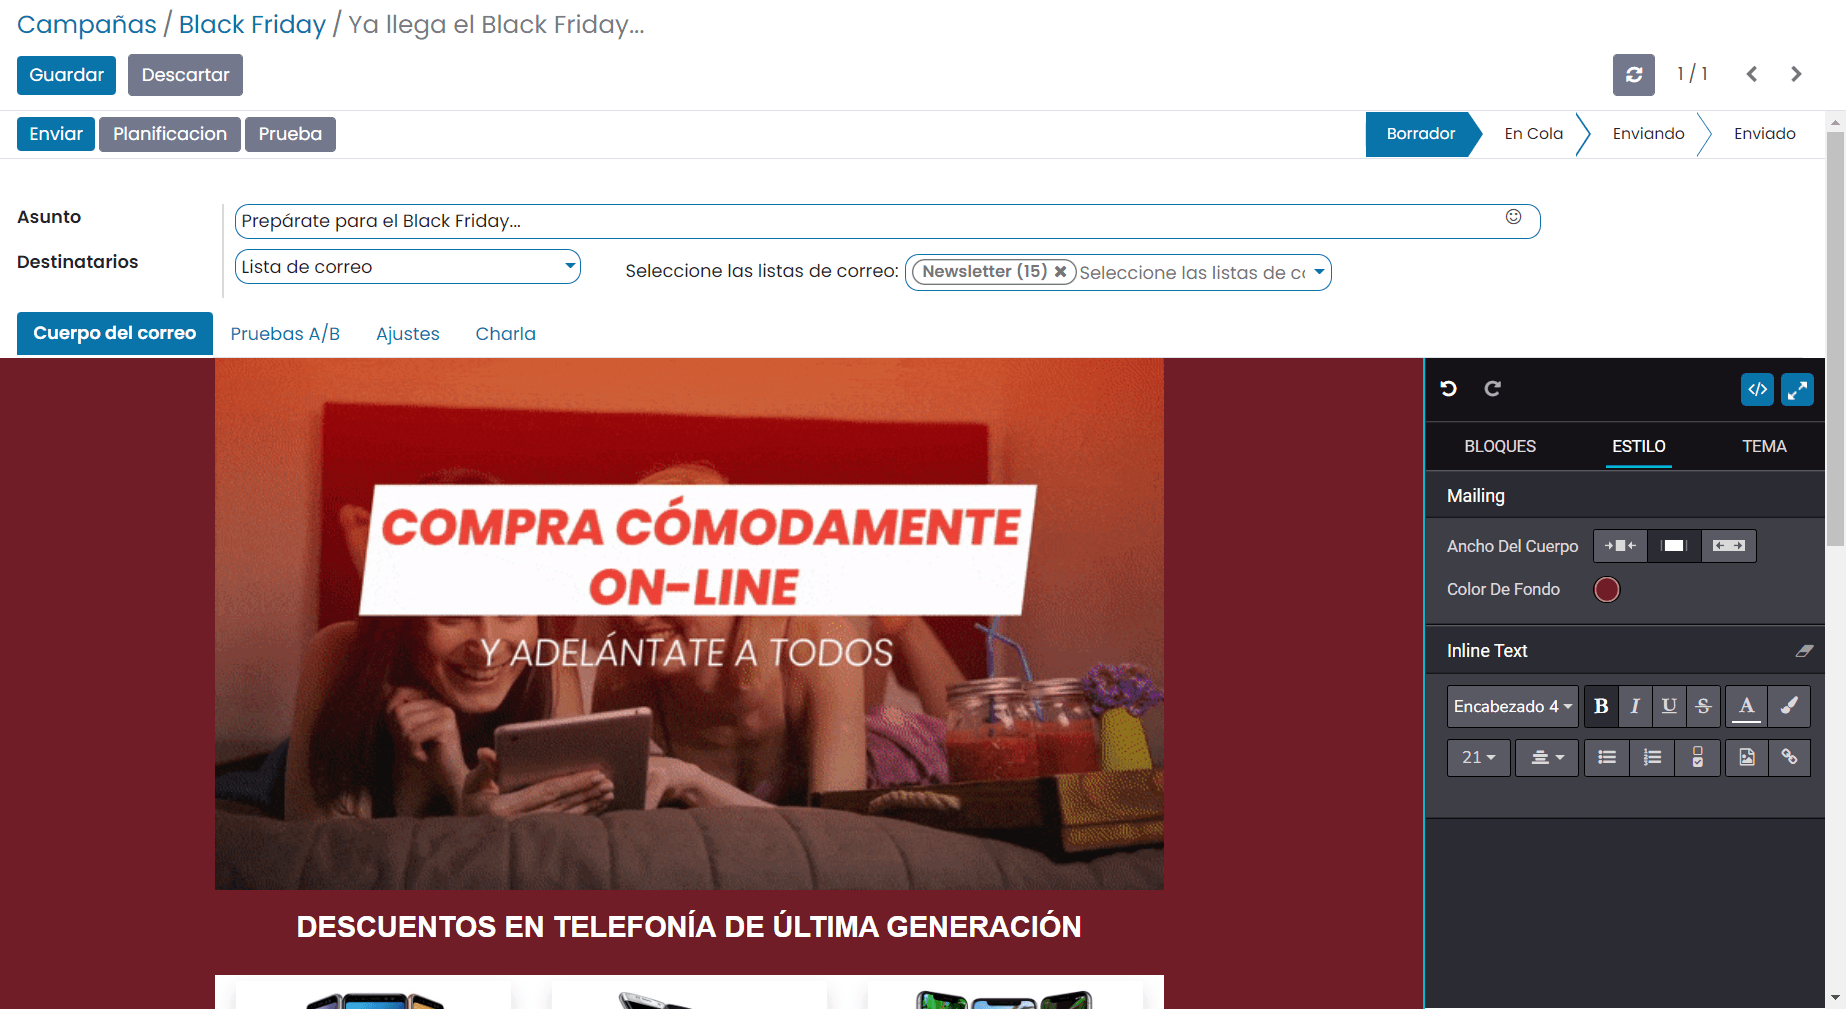 Campañas / Black Friday / Ya llega el Black Friday...
Guardar Descartar 1 / 1
Enviar Planificacion Prueba Borrador En Cola Enviando Enviado
Asunto Prepárate para el Black Friday...
Destinatarios Lista de correo Seleccione las listas de correo: Newsletter (15) Seleccione las listas de co
Cuerpo del correo Pruebas A/B Ajustes Charla
COMPRA CÓMODAMENTE
ON-LINE
Y ADELÁNTATE A TODOS
DESCUENTOS EN TELEFONÍA DE ÚLTIMA GENERACIÓN
BLOQUES ESTILO TEMA
Mailing
Ancho Del Cuerpo
Color De Fondo
Inline Text
Encabezado 4 B I U S A
21